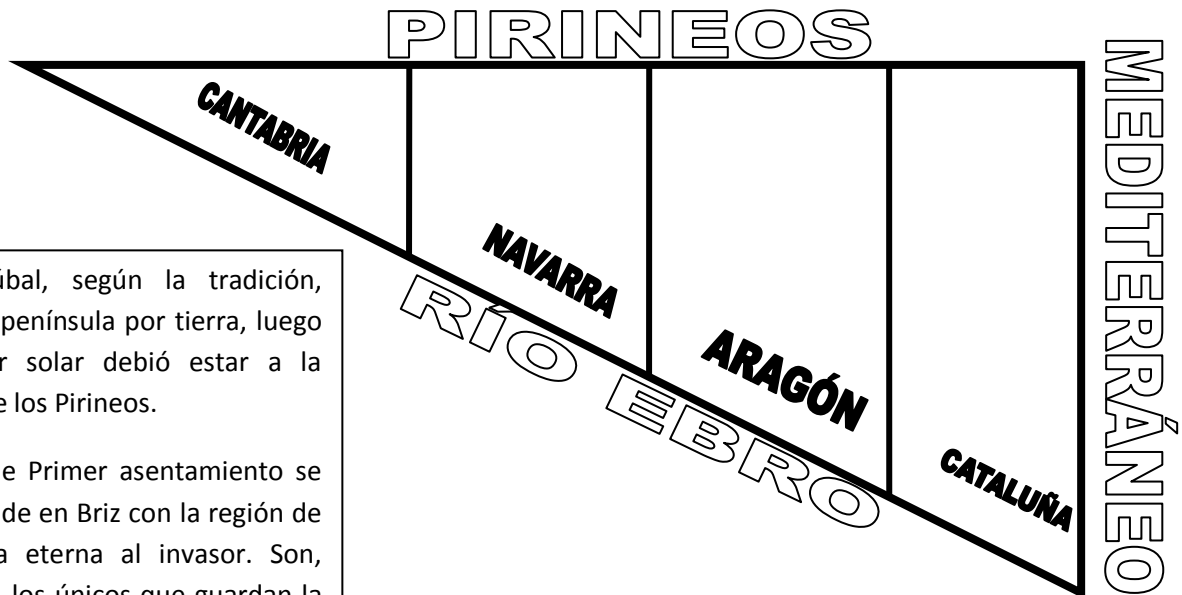 PIRINEOS
MEDITERRÁNEO
CANTABRIA
NAVARRA
ARAGÓN
CATALUÑA
RÍO EBRO
según la tradición,
península por tierra, luego
solar debió estar a la
los Pirineos.
Primer asentamiento se
en Briz con la región de
eterna al invasor. Son,
los únicos que guardan la